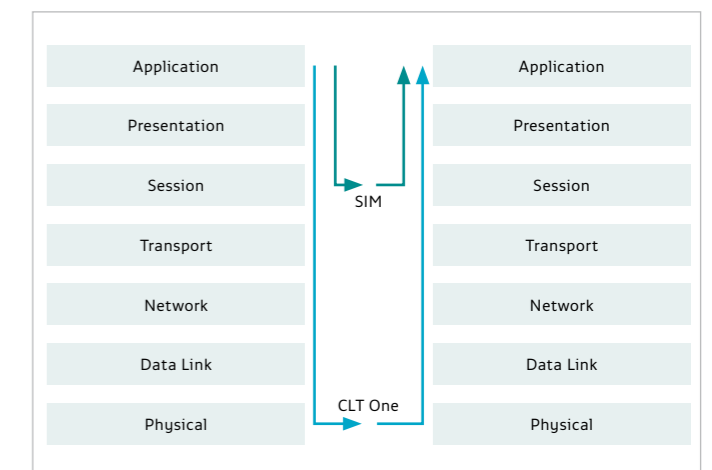 Application
Application
Presentation
Presentation
Session
Session
SIM
Transport
Transport
Network
Network
Data Link
Data Link
CLT One
Physical
Physical